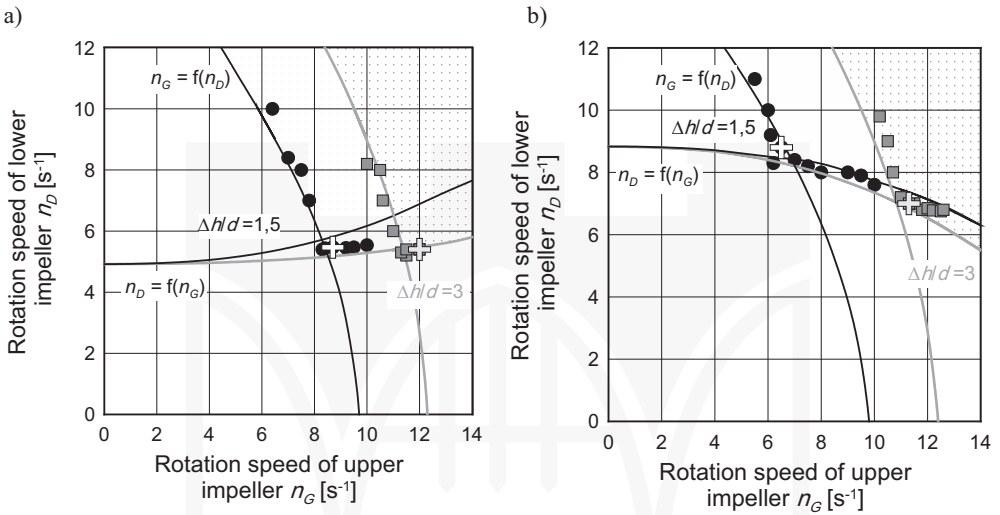 a)
Rotation speed of lower
impeller n_D [s⁻¹]
12
10
8
6
4
2
0
n_G = f(n_D)
Δh/d=1,5
n_D = f(n_G)
Δh/d=3
0 2 4 6 8 10 12 14
Rotation speed of upper
impeller n_G [s⁻¹]
b)
Rotation speed of lower
impeller n_D [s⁻¹]
12
10
8
6
4
2
0
n_G = f(n_D)
Δh/d=1,5
n_D = f(n_G)
Δh/d=3
0 2 4 6 8 10 12 14
Rotation speed of upper
impeller n_G [s⁻¹]